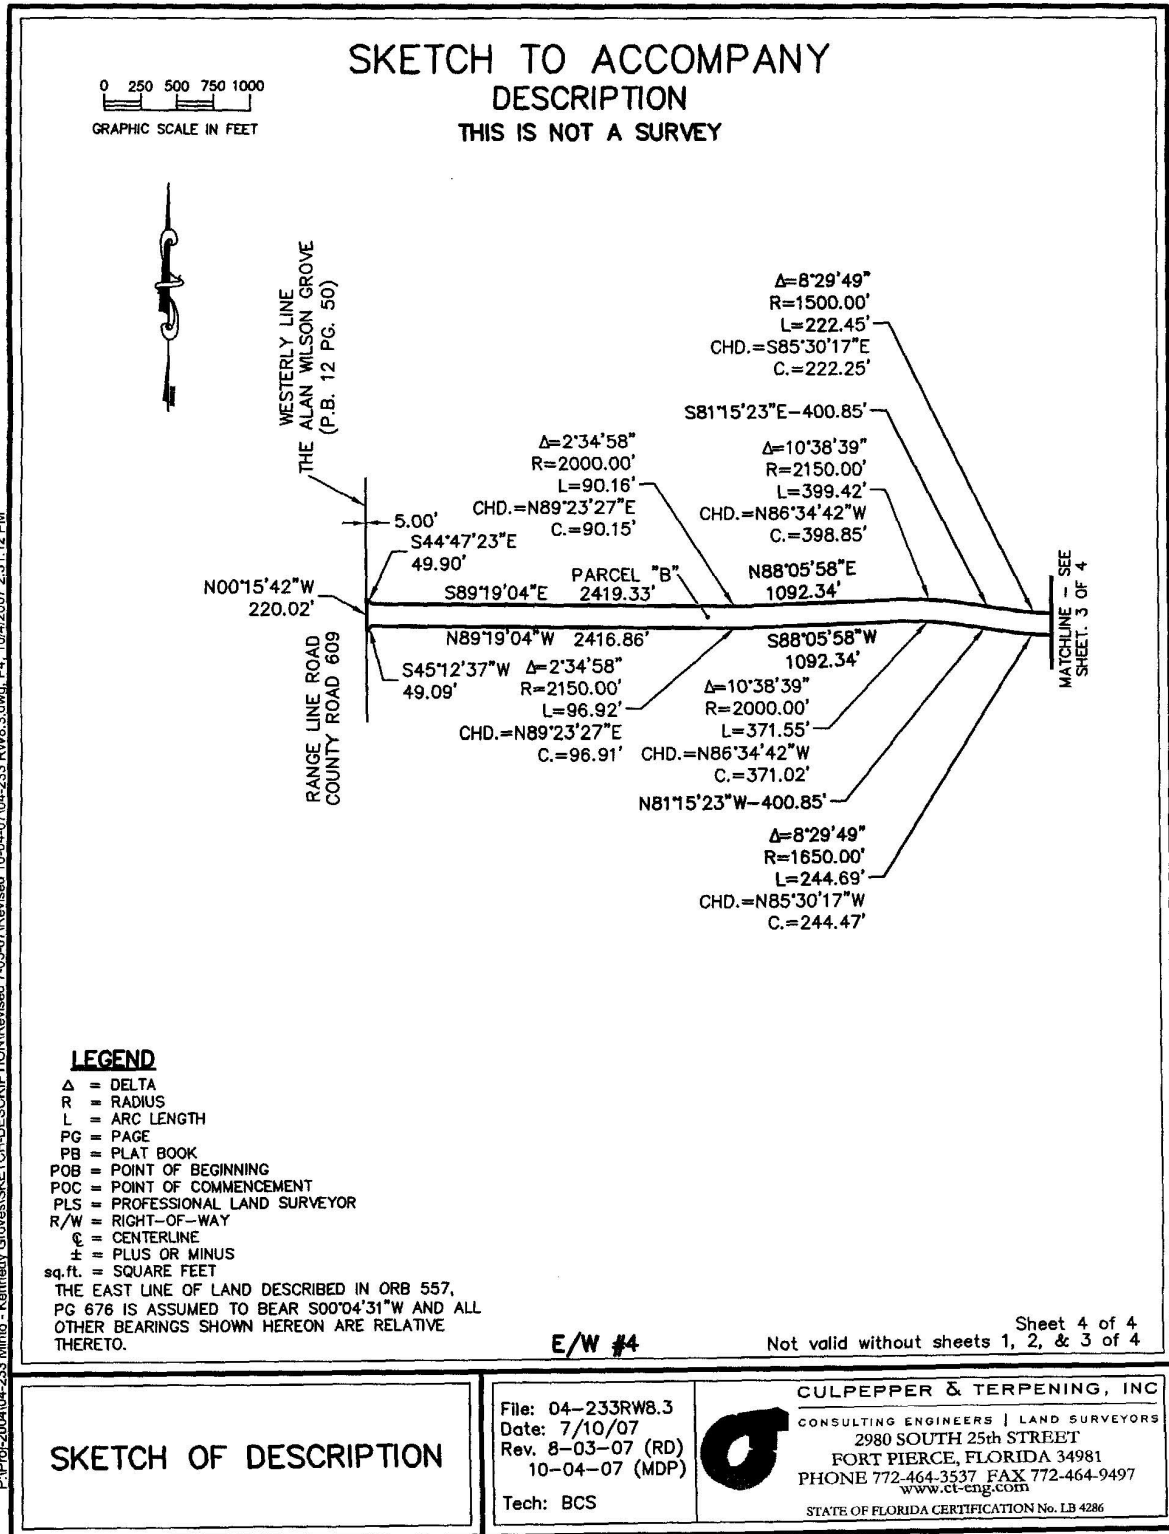 SKETCH TO ACCOMPANY
DESCRIPTION
THIS IS NOT A SURVEY
0 250 500 750 1000
GRAPHIC SCALE IN FEET
WESTERLY LINE
THE ALAN WILSON GROVE
(P.B. 12 PG. 50)
5.00'
S44°47'23"E
49.90'
N00°15'42"W
220.02'
S45°12'37"W
49.09'
RANGE LINE ROAD
COUNTY ROAD 609
Δ=2°34'58"
R=2000.00'
L=90.16'
CHD.=N89°23'27"E
C.=90.15'
S89°19'04"E
PARCEL "B"
2419.33'
N89°19'04"W 2416.86'
Δ=2°34'58"
R=2150.00'
L=96.92'
CHD.=N89°23'27"E
C.=96.91'
Δ=8°29'49"
R=1500.00'
L=222.45'
CHD.=S85°30'17"E
C.=222.25'
S81°15'23"E-400.85'
Δ=10°38'39"
R=2150.00'
L=399.42'
CHD.=N86°34'42"W
C.=398.85'
N88°05'58"E
1092.34'
S88°05'58"W
1092.34'
Δ=10°38'39"
R=2000.00'
L=371.55'
CHD.=N86°34'42"W
C.=371.02'
N81°15'23"W-400.85'
Δ=8°29'49"
R=1650.00'
L=244.69'
CHD.=N85°30'17"W
C.=244.47'
MATCHLINE - SEE
SHEET. 3 OF 4
LEGEND
Δ = DELTA
R = RADIUS
L = ARC LENGTH
PG = PAGE
PB = PLAT BOOK
POB = POINT OF BEGINNING
POC = POINT OF COMMENCEMENT
PLS = PROFESSIONAL LAND SURVEYOR
R/W = RIGHT-OF-WAY
℄ = CENTERLINE
± = PLUS OR MINUS
sq.ft. = SQUARE FEET
THE EAST LINE OF LAND DESCRIBED IN ORB 557,
PG 676 IS ASSUMED TO BEAR S00°04'31"W AND ALL
OTHER BEARINGS SHOWN HEREON ARE RELATIVE
THERETO.
E/W #4
Sheet 4 of 4
Not valid without sheets 1, 2, & 3 of 4
SKETCH OF DESCRIPTION
File: 04-233RW8.3
Date: 7/10/07
Rev. 8-03-07 (RD)
10-04-07 (MDP)
Tech: BCS
CULPEPPER & TERPENING, INC
CONSULTING ENGINEERS | LAND SURVEYORS
2980 SOUTH 25th STREET
FORT PIERCE, FLORIDA 34981
PHONE 772-464-3537 FAX 772-464-9497
www.ct-eng.com
STATE OF FLORIDA CERTIFICATION No. LB 4286